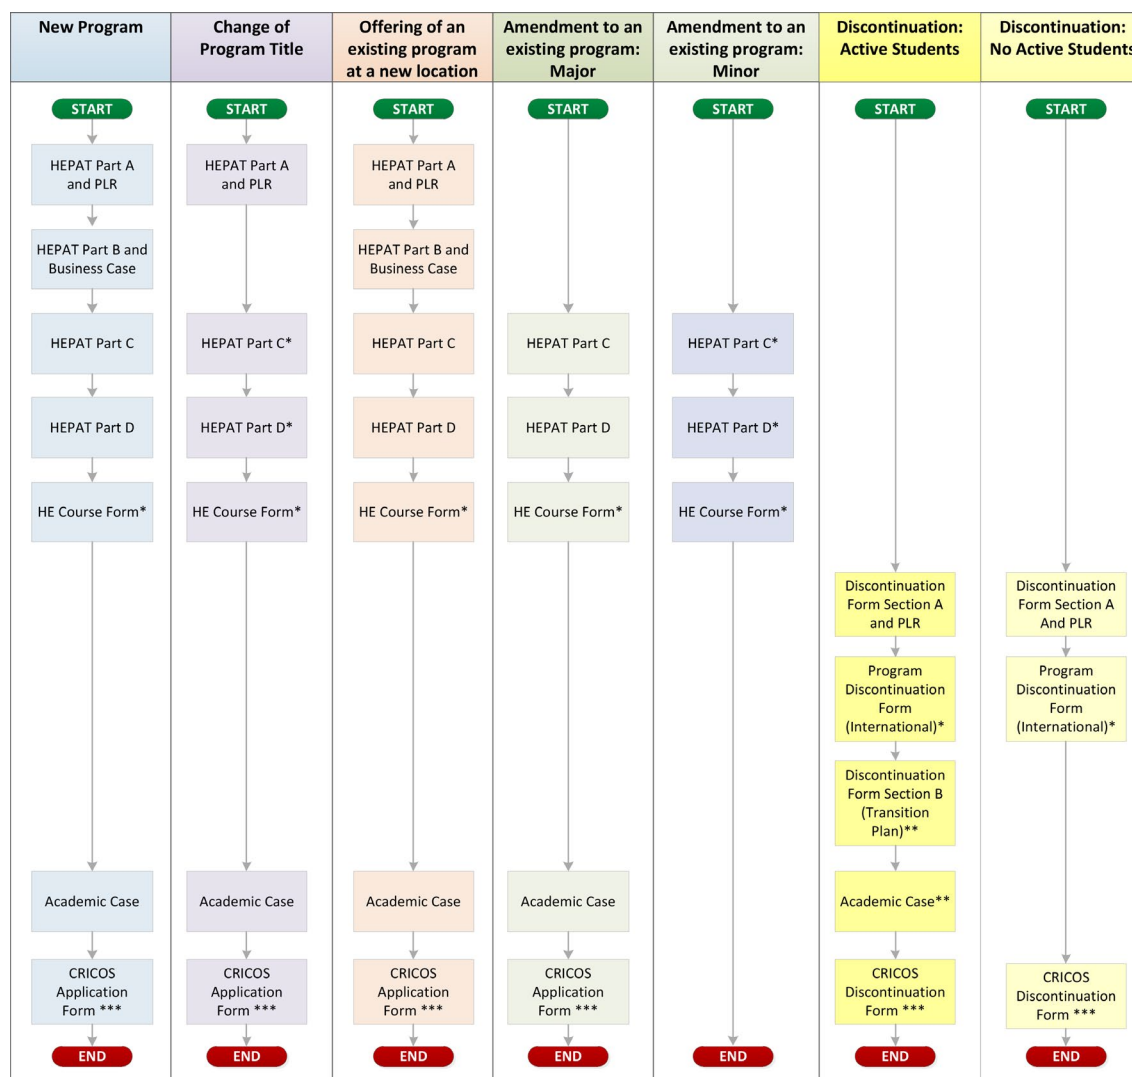 New Program
Change of
Program Title
Offering of an
existing program
at a new location
Amendment to an
existing program:
Major
Amendment to an
existing program:
Minor
Discontinuation:
Active Students
Discontinuation:
No Active Students
START
HEPAT Part A
and PLR
HEPAT Part B and
Business Case
HEPAT Part C
HEPAT Part D
HE Course Form*
Academic Case
CRICOS
Application
Form ***
END
START
HEPAT Part A
and PLR
HEPAT Part C*
HEPAT Part D*
HE Course Form*
Academic Case
CRICOS
Application
Form ***
END
START
HEPAT Part A
and PLR
HEPAT Part B and
Business Case
HEPAT Part C
HEPAT Part D
HE Course Form*
Academic Case
CRICOS
Application
Form ***
END
START
HEPAT Part C
HEPAT Part D
HE Course Form*
Academic Case
CRICOS
Application
Form ***
END
START
HEPAT Part C*
HEPAT Part D*
HE Course Form*
END
START
Discontinuation
Form Section A
and PLR
Program
Discontinuation
Form
(International)*
Discontinuation
Form Section B
(Transition
Plan)**
Academic Case**
CRICOS
Discontinuation
Form ***
END
START
Discontinuation
Form Section A
And PLR
Program
Discontinuation
Form
(International)*
CRICOS
Discontinuation
Form ***
END